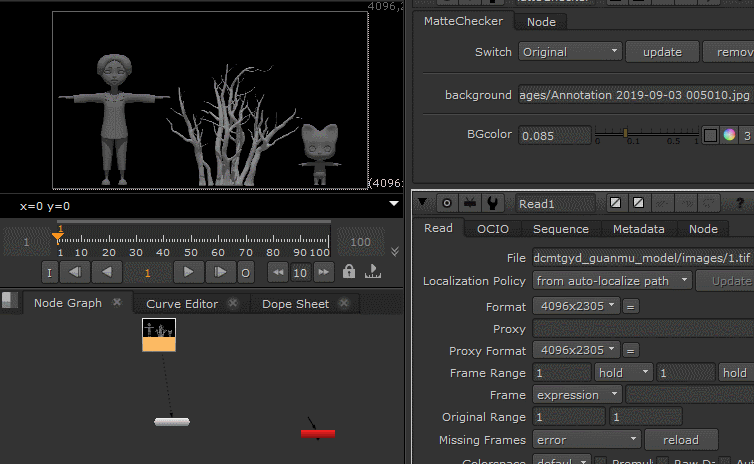 4096,2
(4096x
x=0 y=0
1
1
1 10 20 30 40 50 60 70 80 90 100
100
I
1
O
10
Node Graph
Curve Editor
Dope Sheet
MatteChecker
Node
Switch Original update remov
background ages/Annotation 2019-09-03 005010.jpg
BGcolor 0.085 0 0.1 1 3
Read1 ?
Read OCIO Sequence Metadata Node
File dcmtgyd_guanmu_model/images/1.tif
Localization Policy from auto-localize path Update
Format 4096x2305 =
Proxy
Proxy Format 4096x2305 =
Frame Range 1 hold 1 hold
Frame expression
Original Range 1 1
Missing Frames error reload